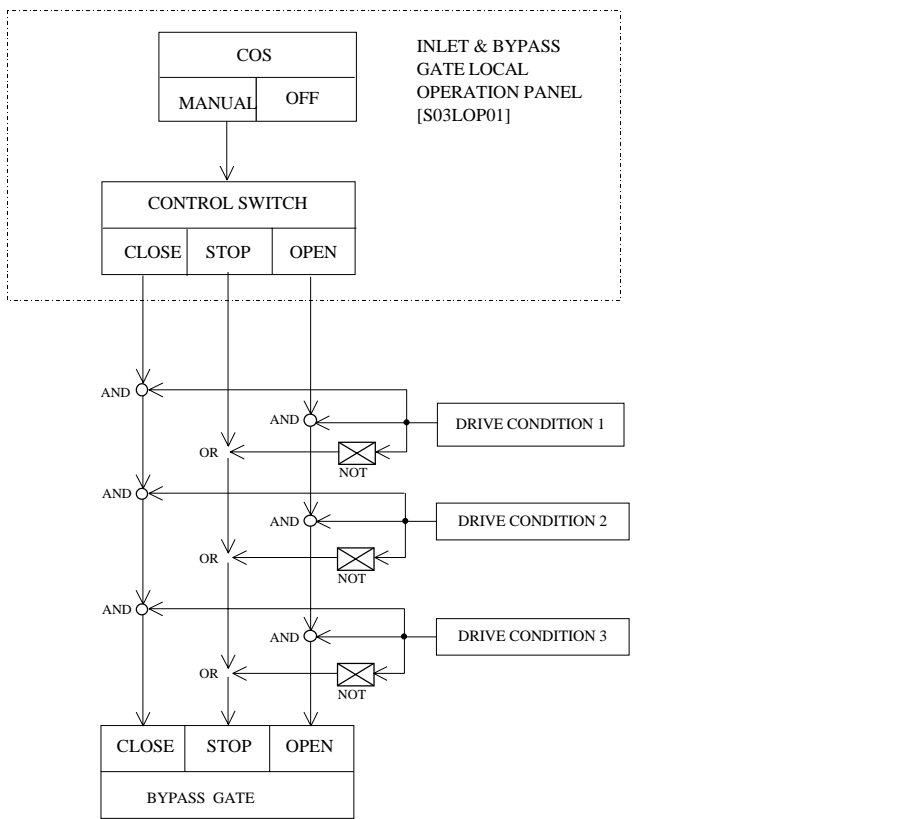 COS
MANUAL
OFF
INLET & BYPASS
GATE LOCAL
OPERATION PANEL
[S03LOP01]
CONTROL SWITCH
CLOSE
STOP
OPEN
AND
AND
DRIVE CONDITION 1
OR
NOT
AND
AND
DRIVE CONDITION 2
OR
NOT
AND
AND
DRIVE CONDITION 3
OR
NOT
CLOSE
STOP
OPEN
BYPASS GATE